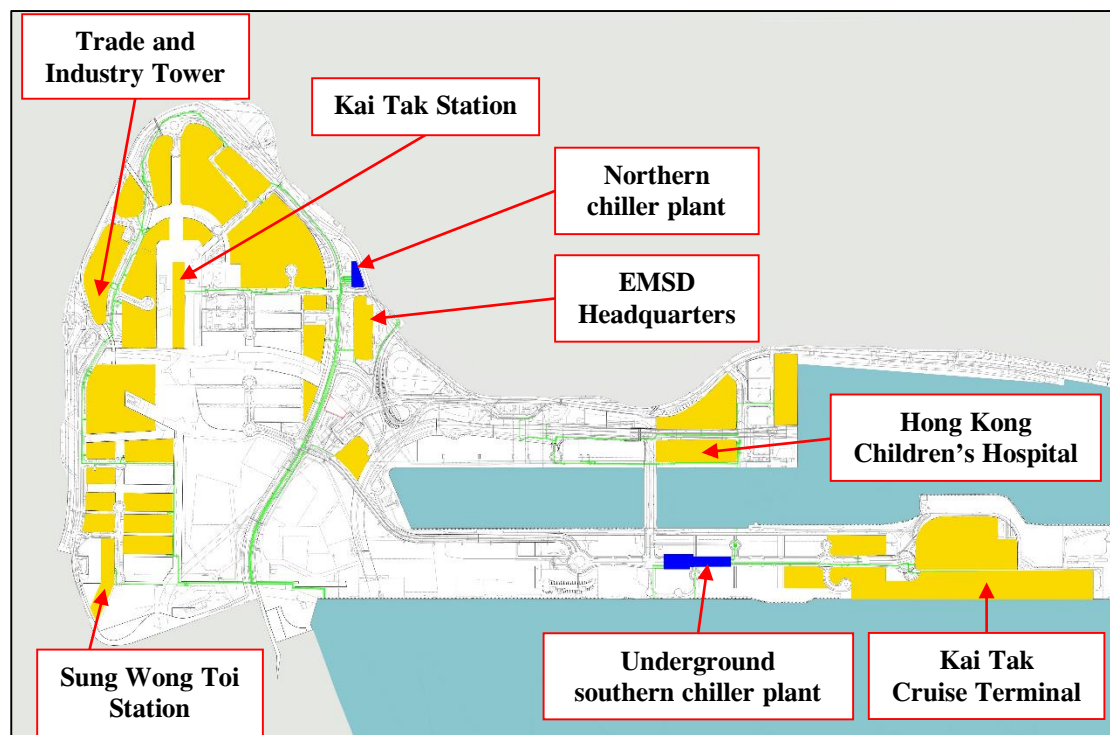 Trade and
Industry Tower
Kai Tak Station
Northern
chiller plant
EMSD
Headquarters
Hong Kong
Children’s Hospital
Sung Wong Toi
Station
Underground
southern chiller plant
Kai Tak
Cruise Terminal